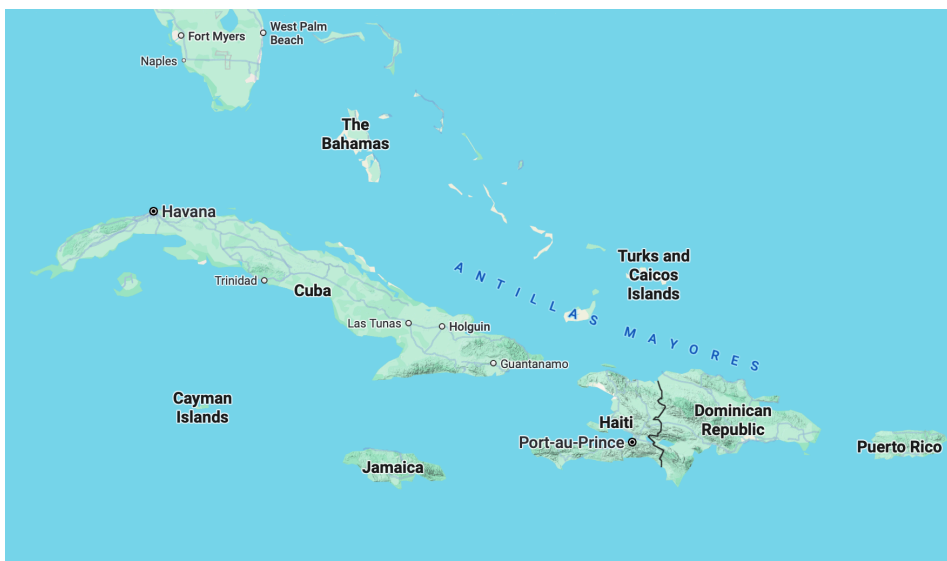 Fort Myers
West Palm
Beach
Naples
The
Bahamas
Havana
Turks and
Caicos
Islands
ANTILLAS MAYORES
Trinidad
Cuba
Las Tunas
Holguin
Guantanamo
Cayman
Islands
Haiti
Dominican
Republic
Port-au-Prince
Puerto Rico
Jamaica